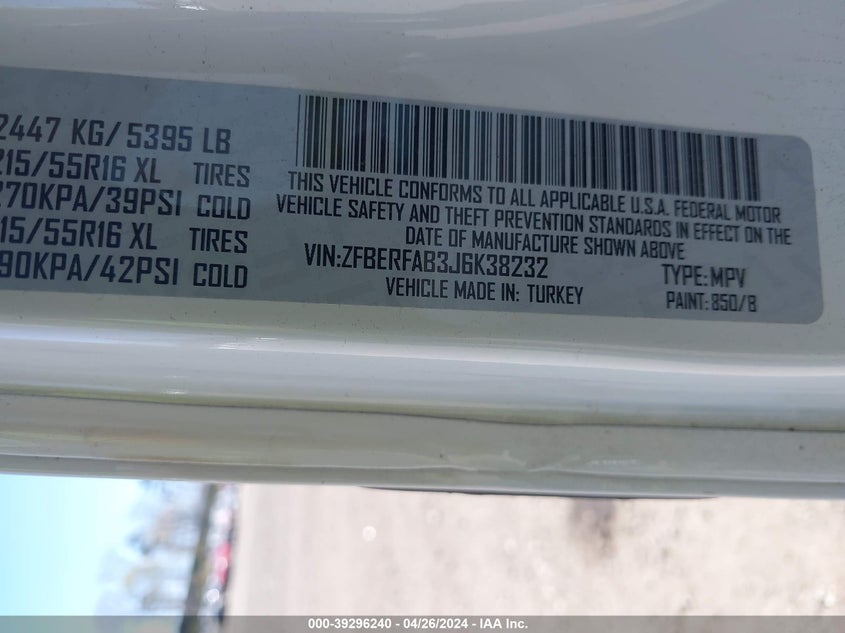 2447 KG/ 5395 LB
215/55R16 XL TIRES
270KPA/39PSI COLD
215/55R16 XL TIRES
290KPA/42PSI COLD
THIS VEHICLE CONFORMS TO ALL APPLICABLE U.S.A. FEDERAL MOTOR
VEHICLE SAFETY AND THEFT PREVENTION STANDARDS IN EFFECT ON
DATE OF MANUFACTURE SHOWN ABOVE
VIN:ZFBERFAB3J6K38232 TYPE:MPV
VEHICLE MADE IN: TURKEY PAINT: 850/8
000-39296240 - 04/26/2024 - IAA Inc.